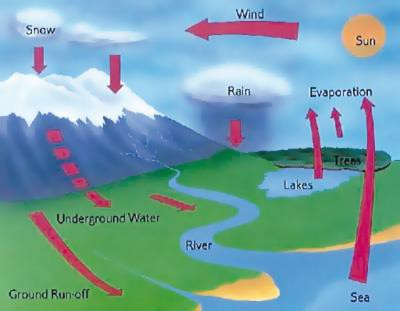 Wind
Snow
Sun
Rain
Evaporation
Trees
Lakes
Underground Water
River
Ground Run-off
Sea